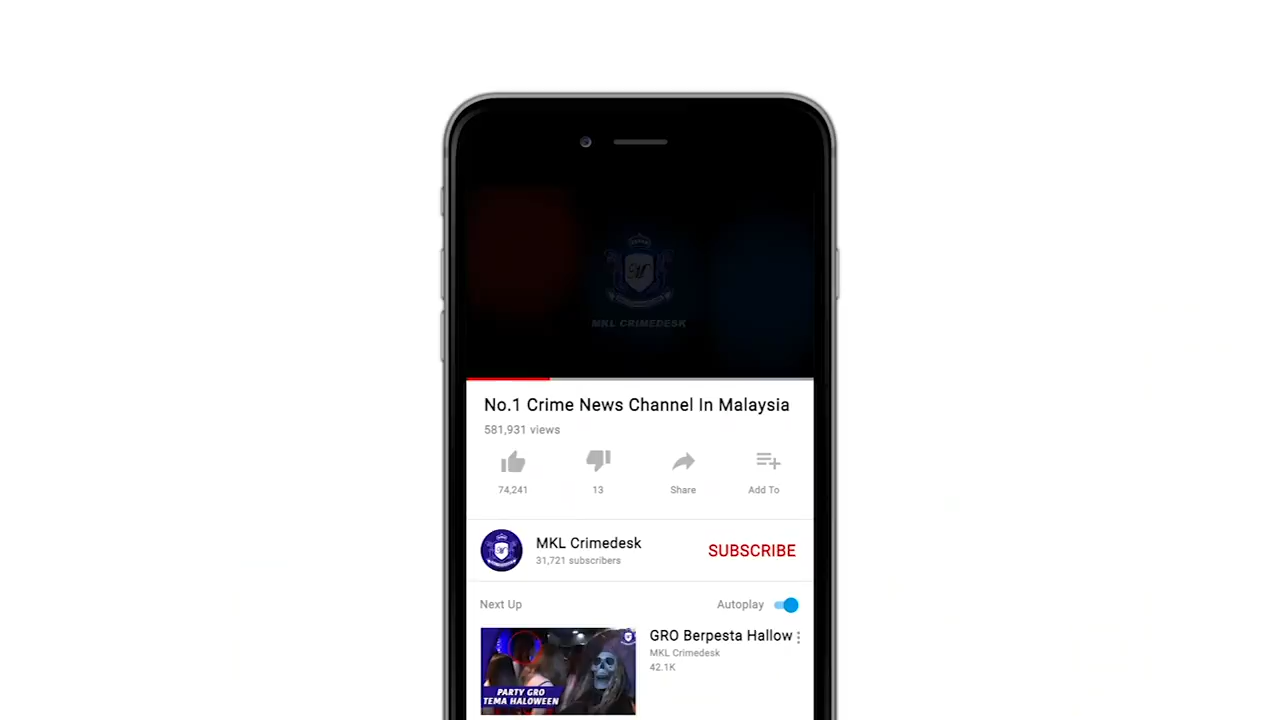 MKL CRIMEDESK
No.1 Crime News Channel In Malaysia
581,931 views
74,241
13
Share
Add To
MKL Crimedesk
31,721 subscribers
SUBSCRIBE
Next Up
Autoplay
PARTY GRO
TEMA HALOWEEN
GRO Berpesta Hallow
MKL Crimedesk
42.1K